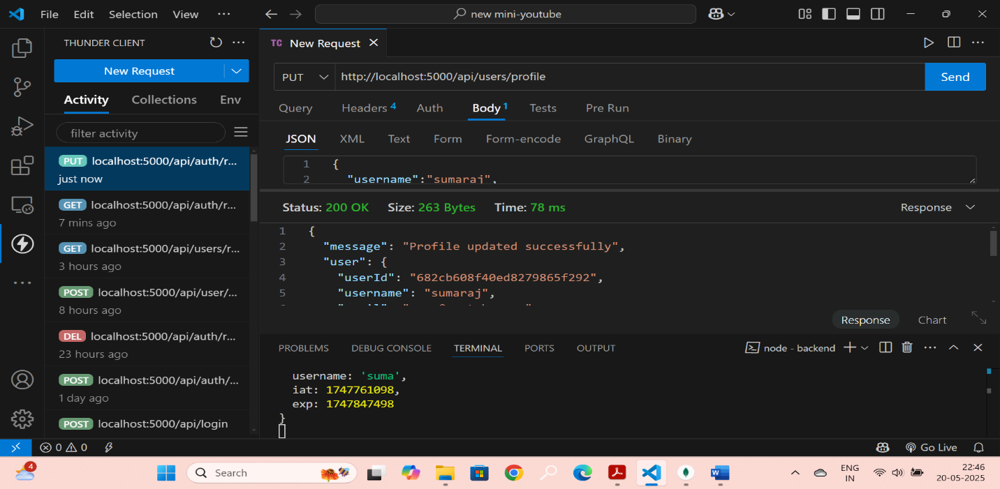 File Edit Selection View ··· new mini-youtube
THUNDER CLIENT
New Request
Activity Collections Env
filter activity
PUT localhost:5000/api/auth/r...
just now
GET localhost:5000/api/auth/r...
7 mins ago
GET localhost:5000/api/users/r...
3 hours ago
POST localhost:5000/api/user/...
8 hours ago
DEL localhost:5000/api/auth/r...
23 hours ago
POST localhost:5000/api/auth/...
1 day ago
POST localhost:5000/api/login
TC New Request
PUT http://localhost:5000/api/users/profile Send
Query Headers 4 Auth Body 1 Tests Pre Run
JSON XML Text Form Form-encode GraphQL Binary
1 {
2 "username":"sumaraj",
Status: 200 OK Size: 263 Bytes Time: 78 ms Response
1 {
2 "message": "Profile updated successfully",
3 "user": {
4 "userId": "682cb608f40ed8279865f292",
5 "username": "sumaraj",
Response Chart
PROBLEMS DEBUG CONSOLE TERMINAL PORTS OUTPUT node - backend
username: 'suma',
iat: 1747761098,
exp: 1747847498
}
0 0 Go Live
4 Search ENG IN 22:46
20-05-2025